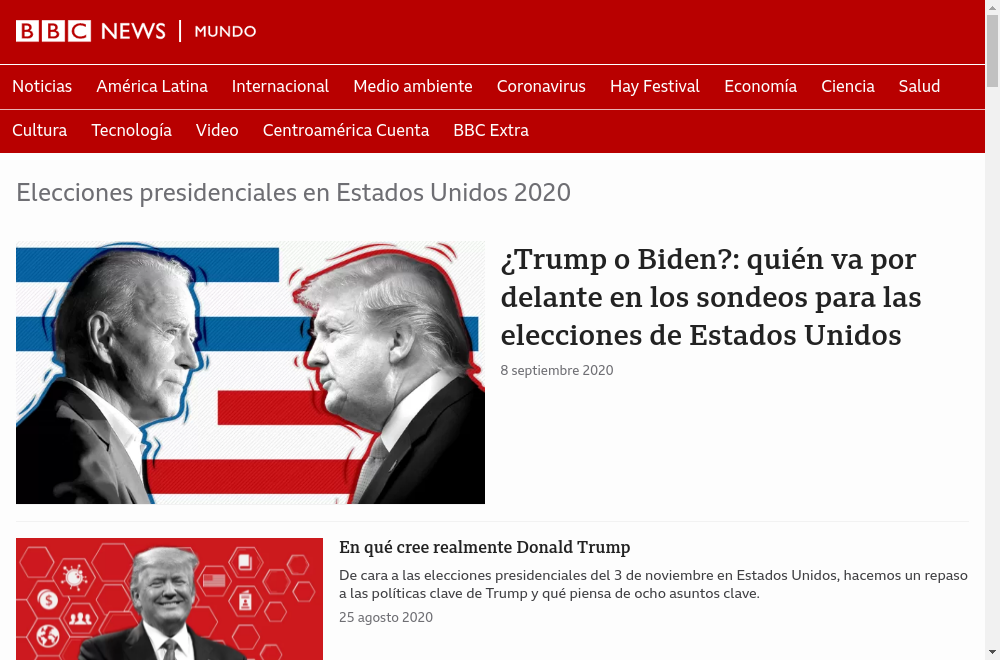 BBC NEWS | MUNDO
Noticias América Latina Internacional Medio ambiente Coronavirus Hay Festival Economía Ciencia Salud
Cultura Tecnología Video Centroamérica Cuenta BBC Extra
Elecciones presidenciales en Estados Unidos 2020
¿Trump o Biden?: quién va por
delante en los sondeos para las
elecciones de Estados Unidos
8 septiembre 2020
En qué cree realmente Donald Trump
De cara a las elecciones presidenciales del 3 de noviembre en Estados Unidos, hacemos un repaso
a las políticas clave de Trump y qué piensa de ocho asuntos clave.
25 agosto 2020